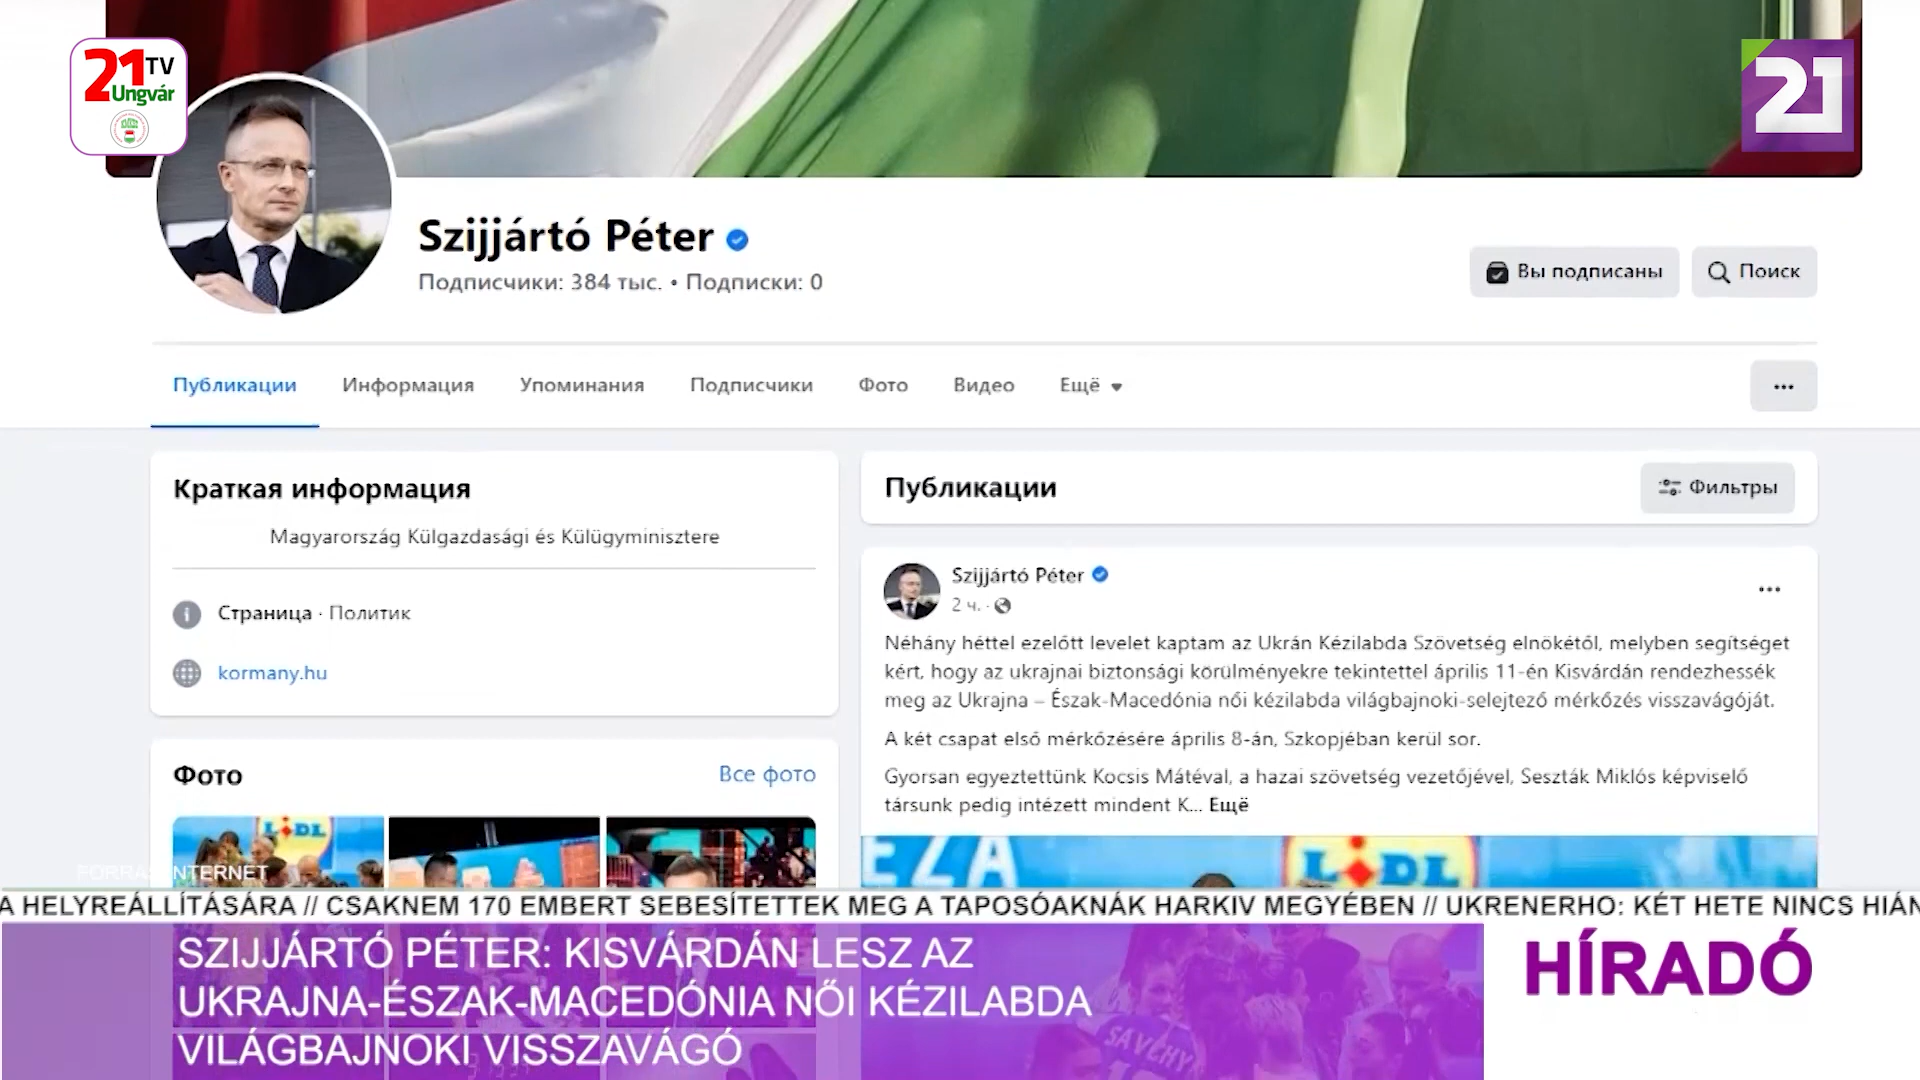 21 TV
Ungvár
21
Szijjártó Péter
Подписчики: 384 тыс. • Подписки: 0
Вы подписаны
Поиск
Публикации
Информация
Упоминания
Подписчики
Фото
Видео
Ещё
Краткая информация
Magyarország Külgazdasági és Külügyminisztere
Страница · Политик
kormany.hu
Фото
Все фото
Публикации
Фильтры
Szijjártó Péter
2 ч. ·
Néhány héttel ezelőtt levelet kaptam az Ukrán Kézilabda Szövetség elnökétől, melyben segítséget
kért, hogy az ukrajnai biztonsági körülményekre tekintettel április 11-én Kisvárdán rendezhessék
meg az Ukrajna – Észak-Macedónia női kézilabda világbajnoki-selejtező mérkőzés visszavágóját.
A két csapat első mérkőzésére április 8-án, Szkopjéban kerül sor.
Gyorsan egyeztettünk Kocsis Mátéval, a hazai szövetség vezetőjével, Seszták Miklós képviselő
társunk pedig intézett mindent K... Ещё
LIDL
LIDL
FORRÁS:INTERNET
A HELYREÁLLÍTÁSÁRA // CSAKNEM 170 EMBERT SEBESÍTETTEK MEG A TAPOSÓAKNÁK HARKIV MEGYÉBEN // UKRENERHO: KÉT HETE NINCS HIÁN
SZIJJÁRTÓ PÉTER: KISVÁRDÁN LESZ AZ
UKRAJNA-ÉSZAK-MACEDÓNIA NŐI KÉZILABDA
VILÁGBAJNOKI VISSZAVÁGÓ
HÍRADÓ
SAVCHY